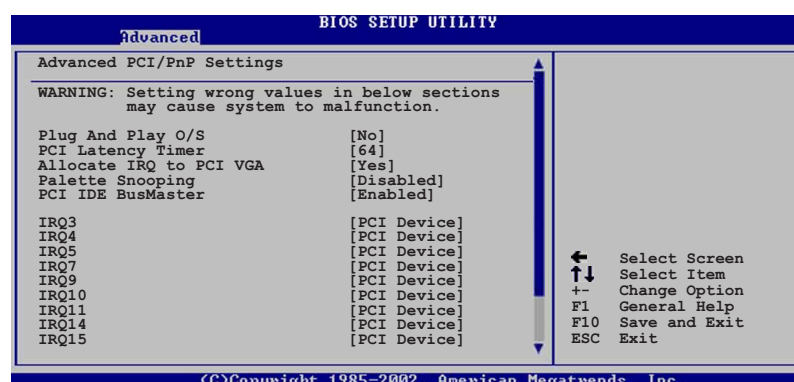 BIOS SETUP UTILITY
Advanced
Advanced PCI/PnP Settings
WARNING: Setting wrong values in below sections
may cause system to malfunction.
Plug And Play O/S [No]
PCI Latency Timer [64]
Allocate IRQ to PCI VGA [Yes]
Palette Snooping [Disabled]
PCI IDE BusMaster [Enabled]
IRQ3 [PCI Device]
IRQ4 [PCI Device]
IRQ5 [PCI Device]
IRQ7 [PCI Device]
IRQ9 [PCI Device]
IRQ10 [PCI Device]
IRQ11 [PCI Device]
IRQ14 [PCI Device]
IRQ15 [PCI Device]
← Select Screen
↑↓ Select Item
+- Change Option
F1 General Help
F10 Save and Exit
ESC Exit
(C)Copyright 1985-2002, American Megatrends, Inc